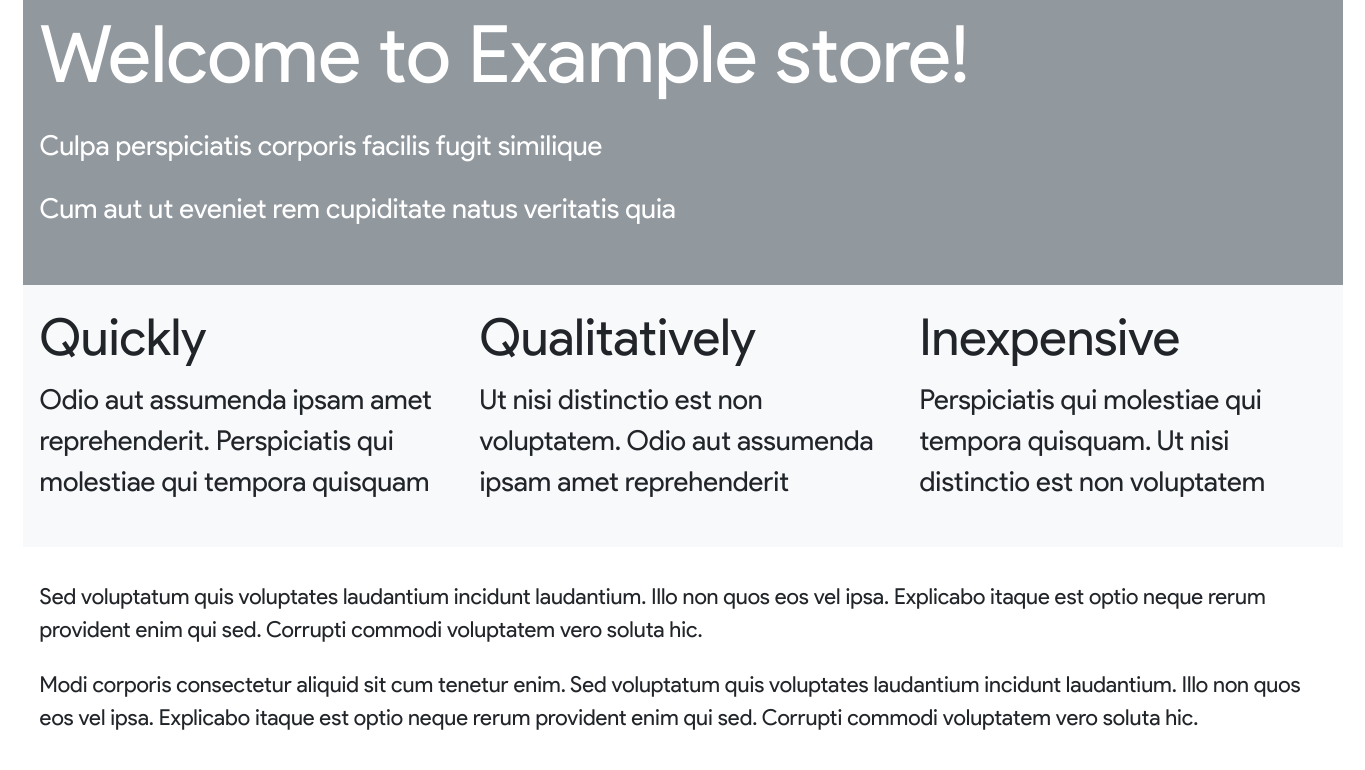 Welcome to Example store!
Culpa perspiciatis corporis facilis fugit similique
Cum aut ut eveniet rem cupiditate natus veritatis quia
Quickly
Odio aut assumenda ipsam amet
reprehenderit. Perspiciatis qui
molestiae qui tempora quisquam
Qualitatively
Ut nisi distinctio est non
voluptatem. Odio aut assumenda
ipsam amet reprehenderit
Inexpensive
Perspiciatis qui molestiae qui
tempora quisquam. Ut nisi
distinctio est non voluptatem
Sed voluptatum quis voluptates laudantium incidunt laudantium. Illo non quos eos vel ipsa. Explicabo itaque est optio neque rerum
provident enim qui sed. Corrupti commodi voluptatem vero soluta hic.
Modi corporis consectetur aliquid sit cum tenetur enim. Sed voluptatum quis voluptates laudantium incidunt laudantium. Illo non quos
eos vel ipsa. Explicabo itaque est optio neque rerum provident enim qui sed. Corrupti commodi voluptatem vero soluta hic.